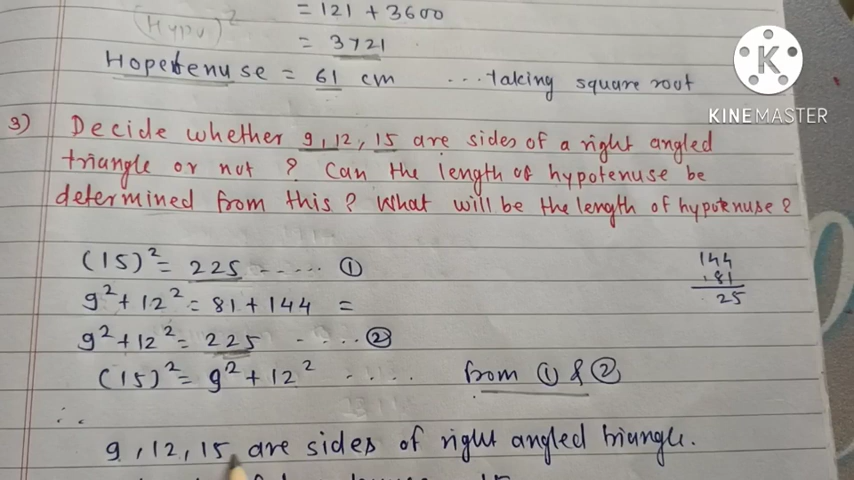 = 121 + 3600
(Hypo)²
= 3721
Hopetenuse = 61 cm ...taking square root
K
KINEMASTER
3) Decide whether 9, 12, 15 are sides of a right angled
triangle or not ? Can the length of hypotenuse be
determined from this ? What will be the length of hypotenuse ?
(15)² = 225 ..... ①
9² + 12² = 81 + 144 =
9² + 12² = 225 ..... ②
(15)² = 9² + 12² ..... from ① & ②
144
81
25
∴
9, 12, 15 are sides of right angled triangle.